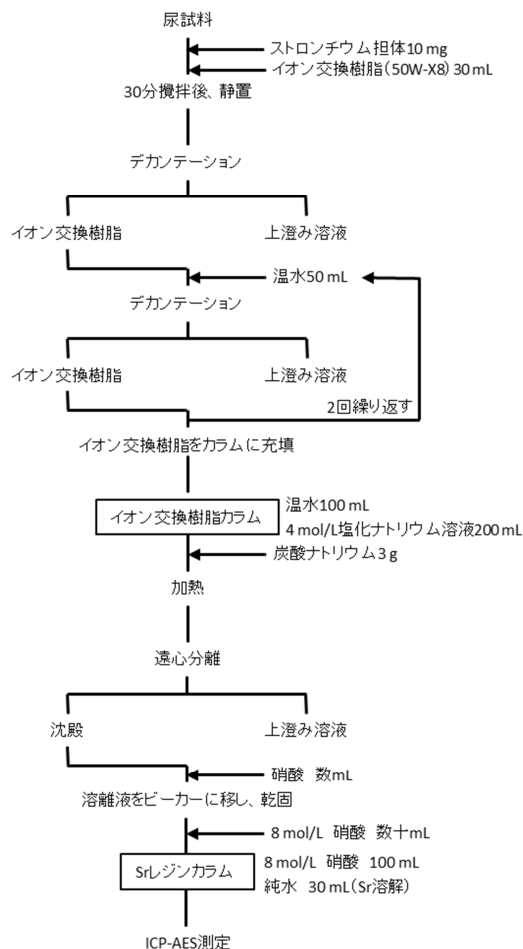 尿試料
ストロンチウム担体10 mg
イオン交換樹脂(50W-X8) 30 mL
30分攪拌後、静置
デカンテーション
イオン交換樹脂
上澄み溶液
温水50 mL
デカンテーション
イオン交換樹脂
上澄み溶液
2回繰り返す
イオン交換樹脂をカラムに充填
イオン交換樹脂カラム
温水100 mL
4 mol/L塩化ナトリウム溶液200 mL
炭酸ナトリウム3 g
加熱
遠心分離
沈殿
上澄み溶液
硝酸 数mL
溶離液をビーカーに移し、乾固
8 mol/L 硝酸 数十mL
Srレジンカラム
8 mol/L 硝酸 100 mL
純水 30 mL(Sr溶解)
ICP-AES測定